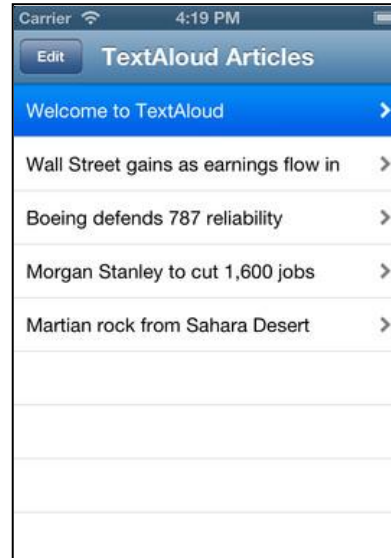 Carrier 4:19 PM
Edit TextAloud Articles
Welcome to TextAloud
Wall Street gains as earnings flow in
Boeing defends 787 reliability
Morgan Stanley to cut 1,600 jobs
Martian rock from Sahara Desert